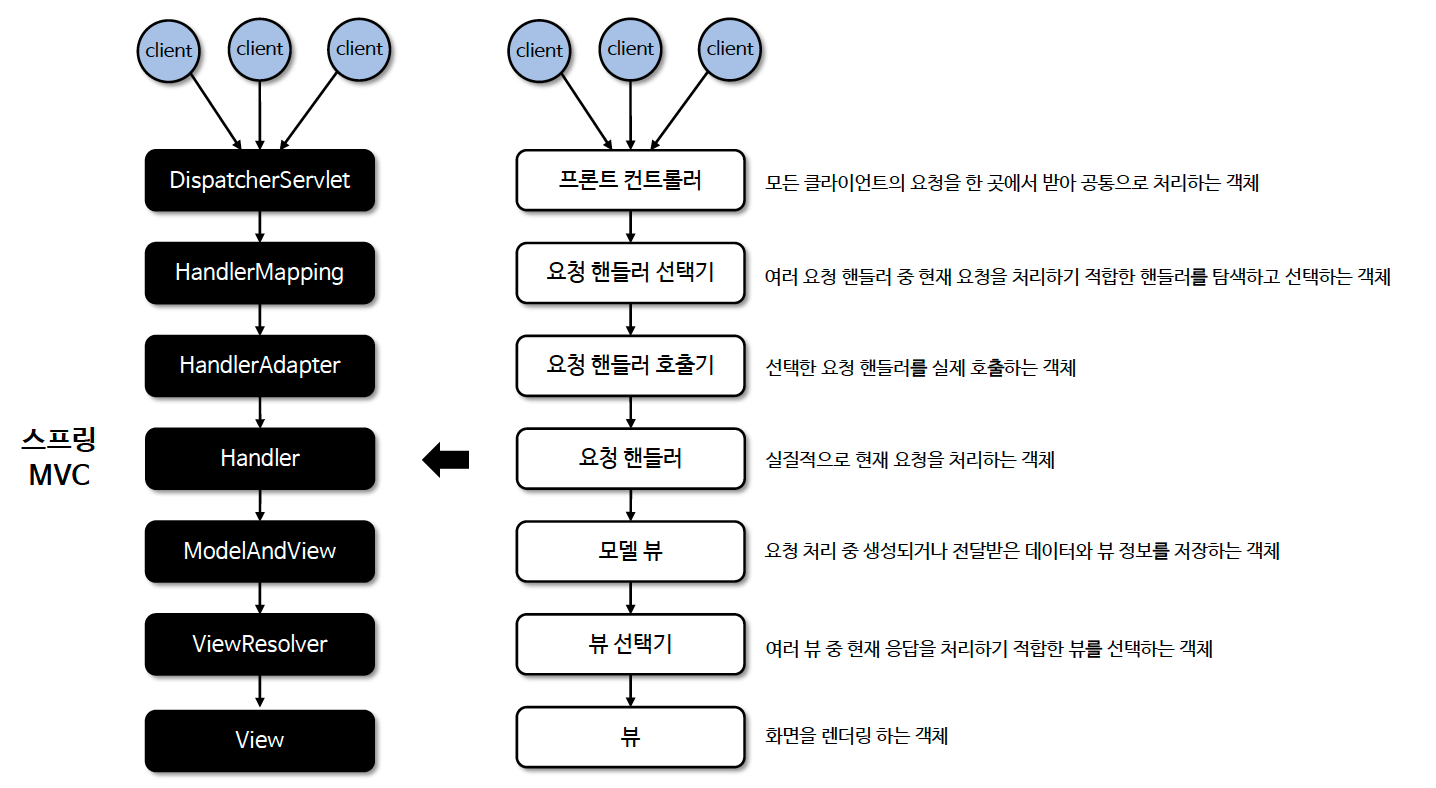 client client client client client client
DispatcherServlet 프론트 컨트롤러 모든 클라이언트의 요청을 한 곳에서 받아 공통으로 처리하는 객체
HandlerMapping 요청 핸들러 선택기 여러 요청 핸들러 중 현재 요청을 처리하기 적합한 핸들러를 탐색하고 선택하는 객체
HandlerAdapter 요청 핸들러 호출기 선택한 요청 핸들러를 실제 호출하는 객체
스프링
MVC
Handler 요청 핸들러 실질적으로 현재 요청을 처리하는 객체
ModelAndView 모델 뷰 요청 처리 중 생성되거나 전달받은 데이터와 뷰 정보를 저장하는 객체
ViewResolver 뷰 선택기 여러 뷰 중 현재 응답을 처리하기 적합한 뷰를 선택하는 객체
View 뷰 화면을 렌더링 하는 객체